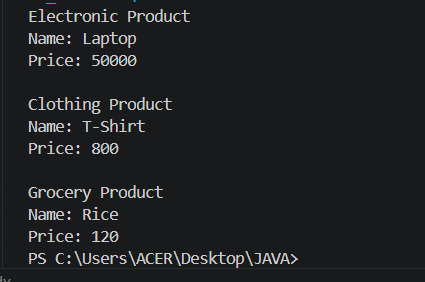 Electronic Product
Name: Laptop
Price: 50000
Clothing Product
Name: T-Shirt
Price: 800
Grocery Product
Name: Rice
Price: 120
PS C:\Users\ACER\Desktop\JAVA>